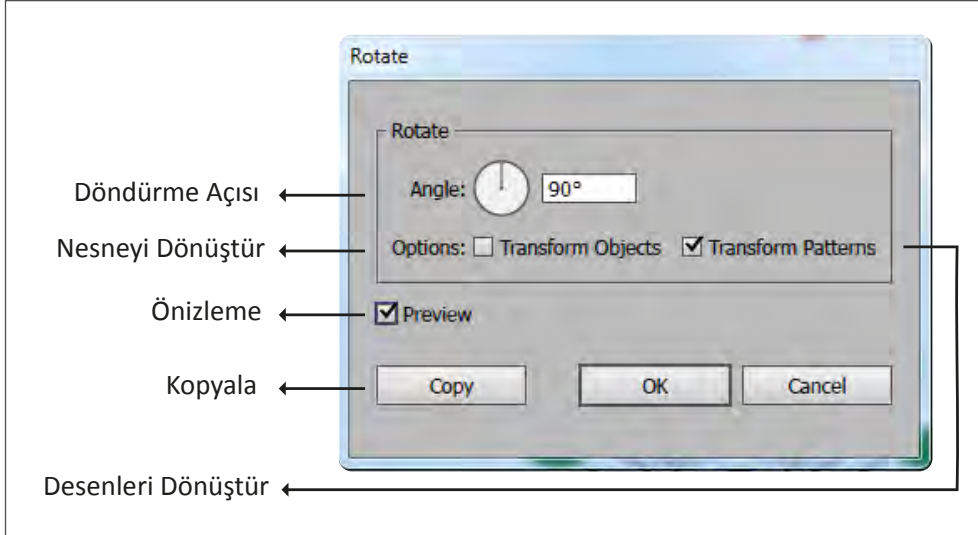 Rotate
Rotate
Döndürme Açısı Angle: 90°
Nesneyi Dönüştür Options: Transform Objects Transform Patterns
Önizleme Preview
Kopyala Copy OK Cancel
Desenleri Dönüştür